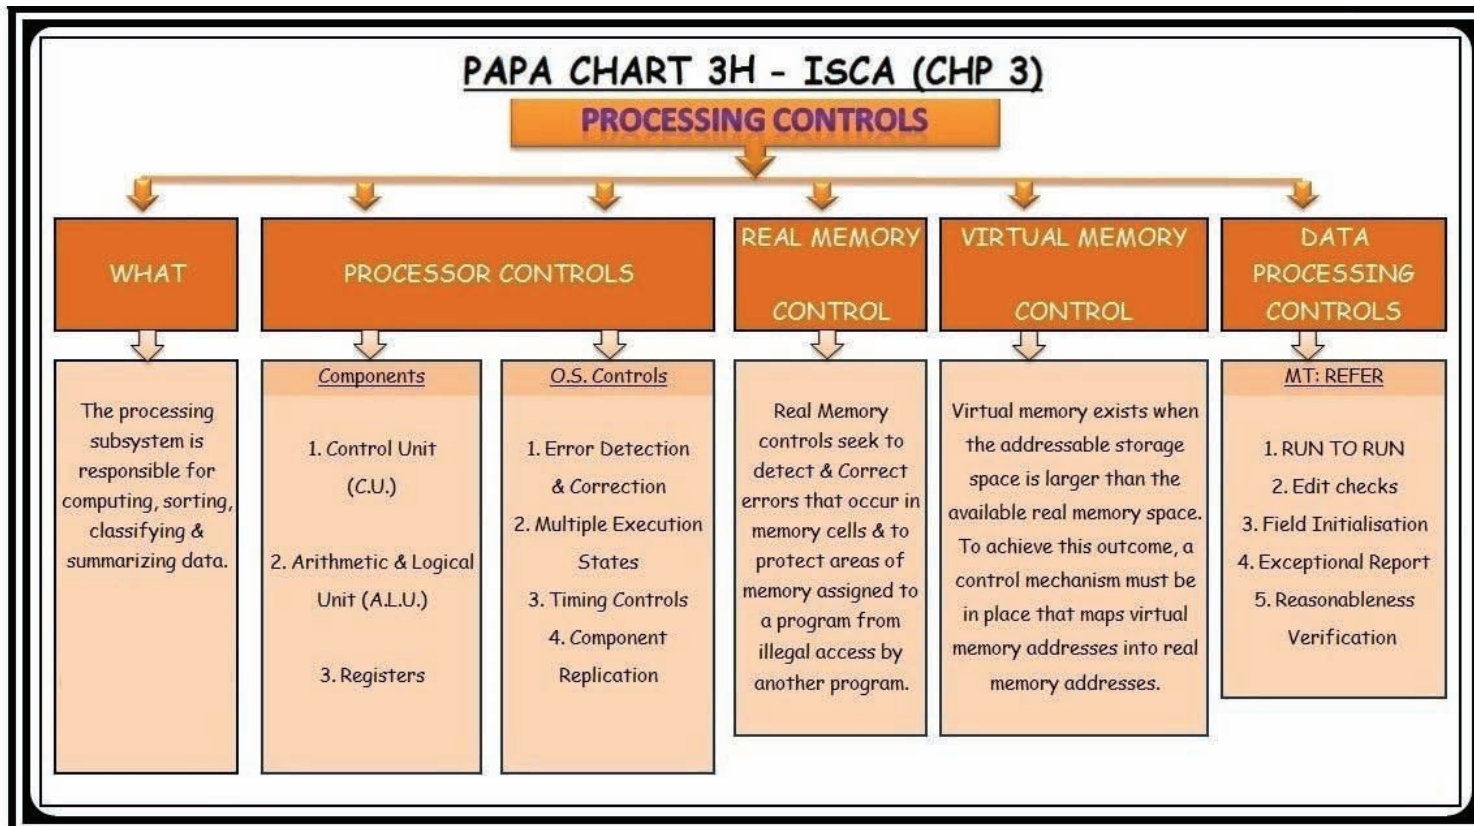 PAPA CHART 3H - ISCA (CHP 3)
PROCESSING CONTROLS
WHAT
The processing
subsystem is
responsible for
computing, sorting,
classifying &
summarizing data.
PROCESSOR CONTROLS
Components
1. Control Unit
(C.U.)
2. Arithmetic & Logical
Unit (A.L.U.)
3. Registers
O.S. Controls
1. Error Detection
& Correction
2. Multiple Execution
States
3. Timing Controls
4. Component
Replication
REAL MEMORY
CONTROL
Real Memory
controls seek to
detect & Correct
errors that occur in
memory cells & to
protect areas of
memory assigned to
a program from
illegal access by
another program.
VIRTUAL MEMORY
CONTROL
Virtual memory exists when
the addressable storage
space is larger than the
available real memory space.
To achieve this outcome, a
control mechanism must be
in place that maps virtual
memory addresses into real
memory addresses.
DATA
PROCESSING
CONTROLS
MT: REFER
1. RUN TO RUN
2. Edit checks
3. Field Initialisation
4. Exceptional Report
5. Reasonableness
Verification